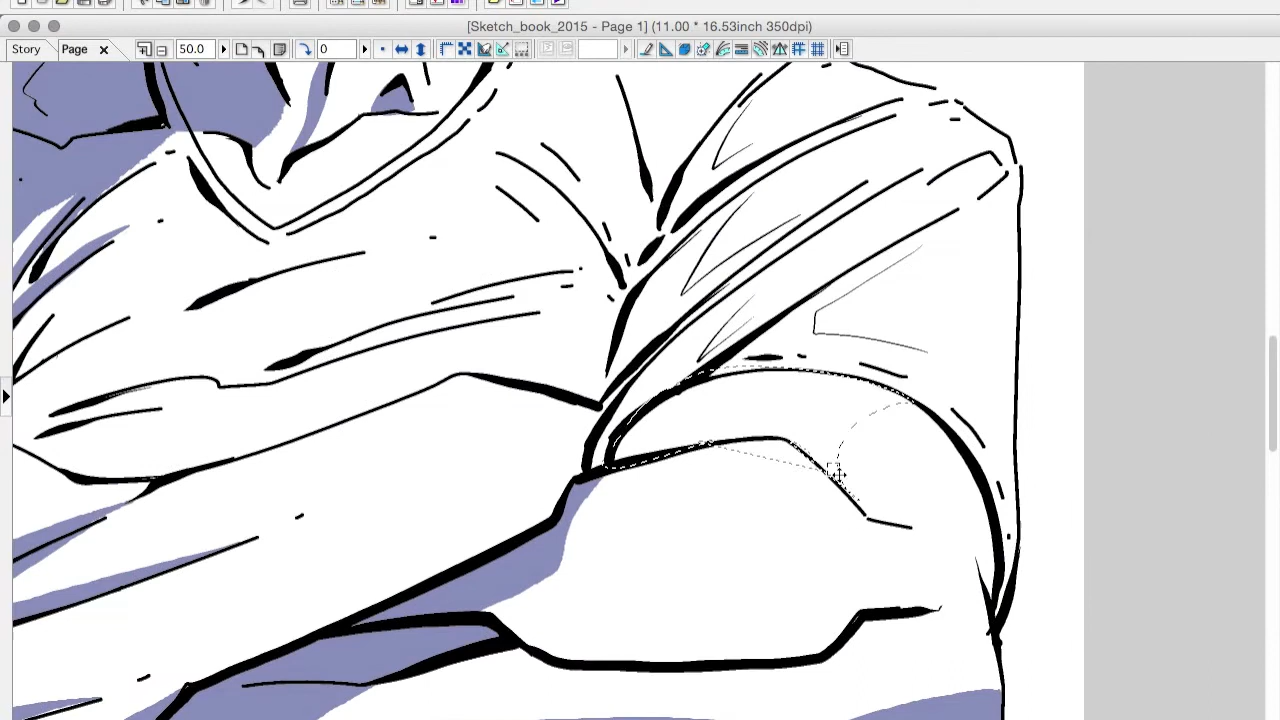 [Sketch_book_2015 - Page 1] (11.00 * 16.53inch 350dpi)
Story Page 50.0 0